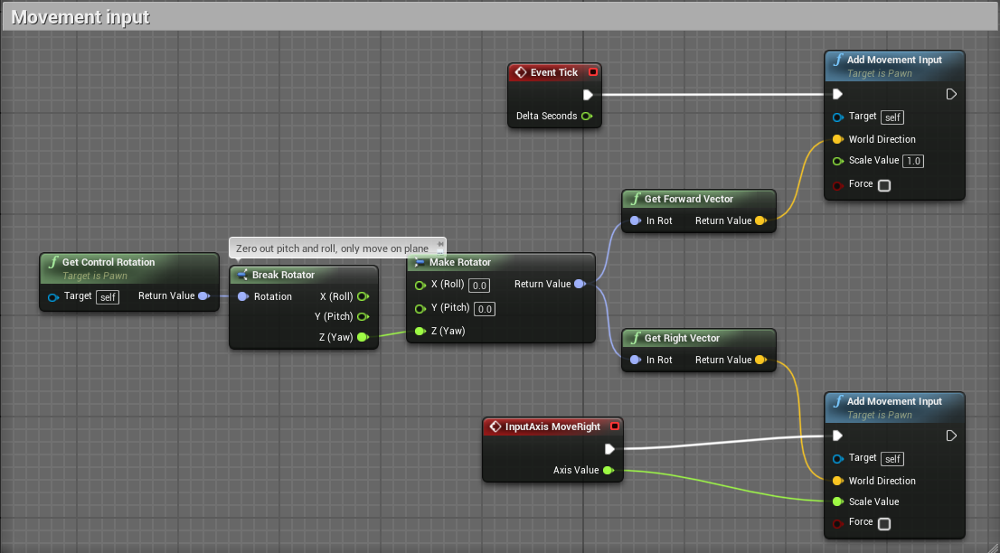 Movement input
Event Tick
Delta Seconds
Add Movement Input
Target is Pawn
Target self
World Direction
Scale Value 1.0
Force
Get Forward Vector
In Rot Return Value
Zero out pitch and roll, only move on plane
Get Control Rotation
Target is Pawn
Target self Return Value
Break Rotator
Rotation X (Roll)
Y (Pitch)
Z (Yaw)
Make Rotator
X (Roll) 0.0 Return Value
Y (Pitch) 0.0
Z (Yaw)
Get Right Vector
In Rot Return Value
InputAxis MoveRight
Axis Value
Add Movement Input
Target is Pawn
Target self
World Direction
Scale Value
Force